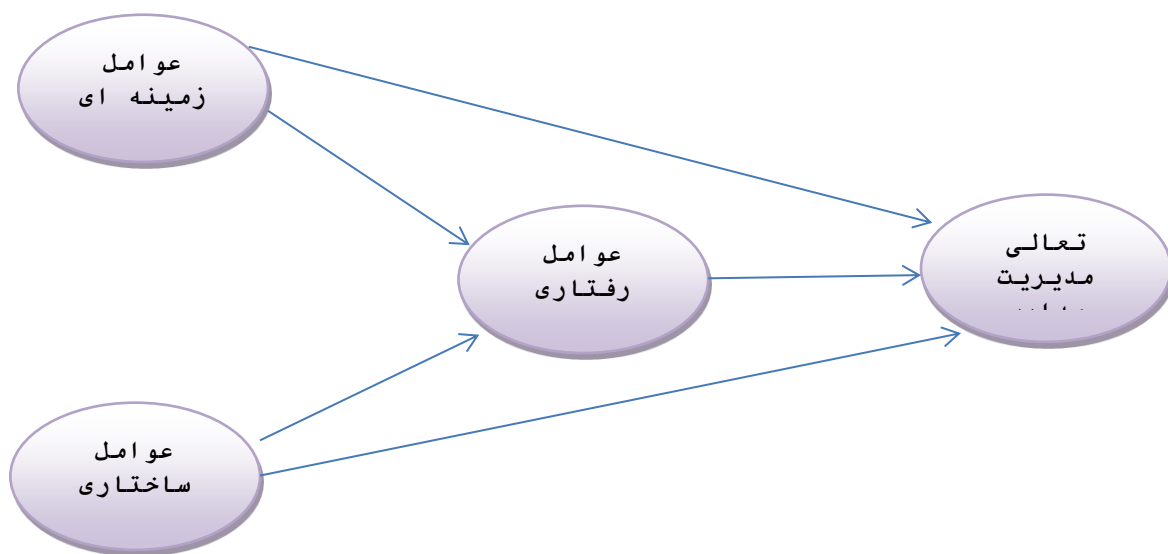 عوامل
زمینه ای
عوامل
رفتاری
تعالی
مدیریت
عوامل
ساختاری